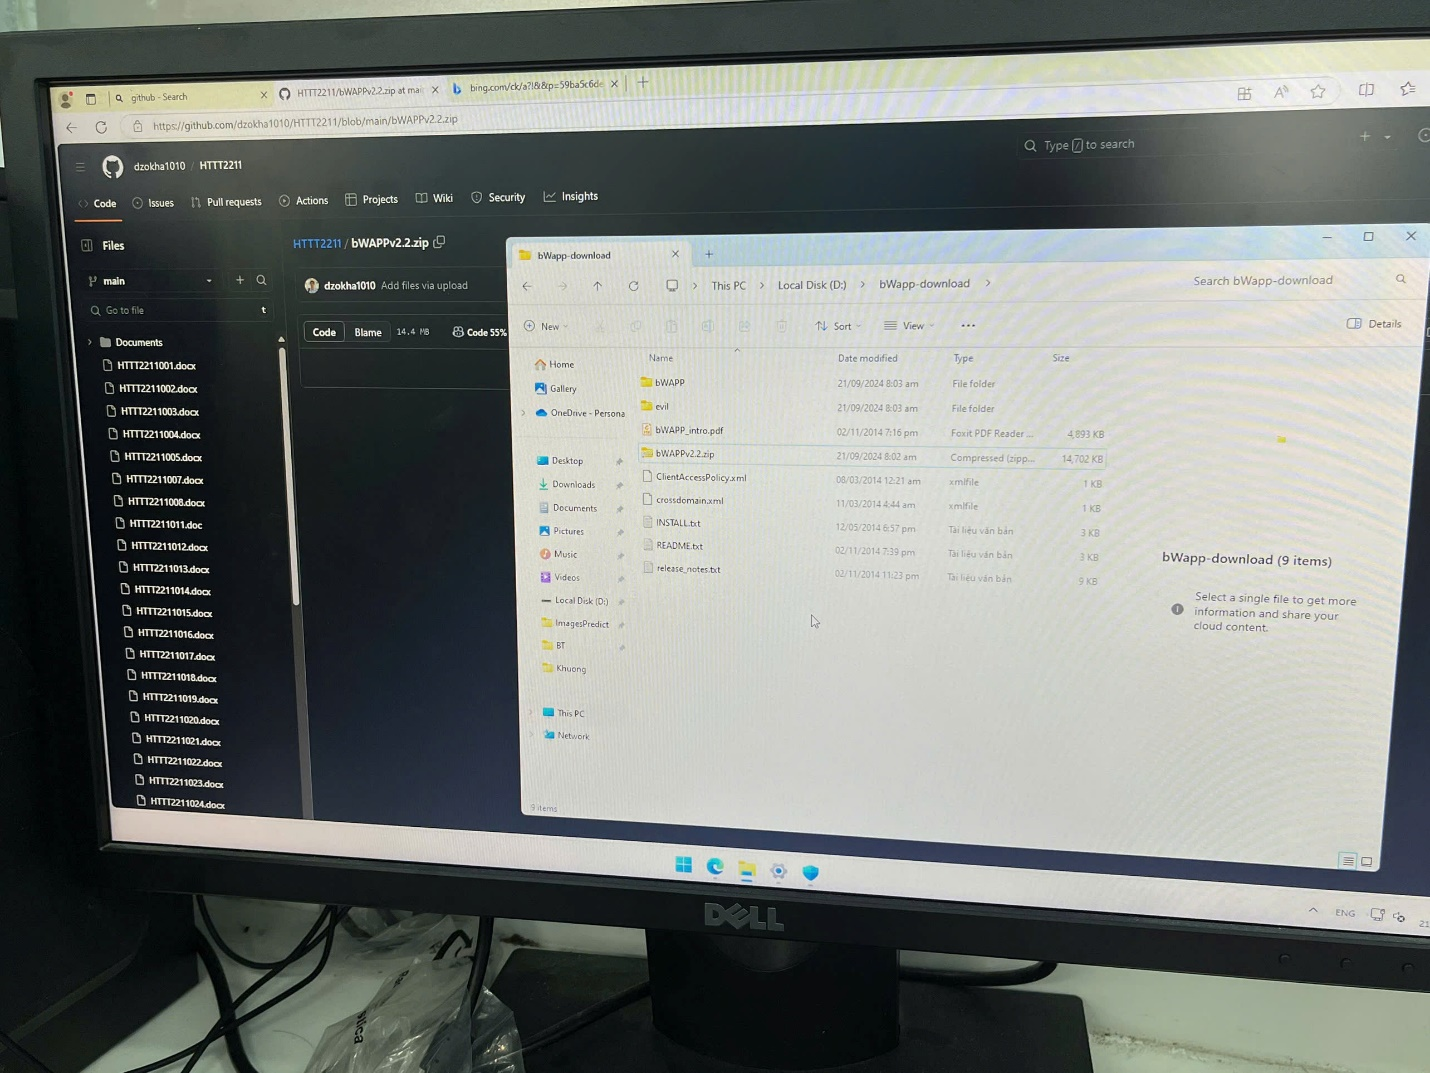 github - Search
HTTT2211/bWAPPv2.2.zip at mai
bing.com/ck/a?!&&p=59ba5c6de
https://github.com/dzokha1010/HTTT2211/blob/main/bWAPPv2.2.zip
dzokha1010 / HTTT2211
Type / to search
Code Issues Pull requests Actions Projects Wiki Security Insights
Files
main
Go to file t
Documents
HTTT2211001.docx
HTTT2211002.docx
HTTT2211003.docx
HTTT2211004.docx
HTTT2211005.docx
HTTT2211007.docx
HTTT2211008.docx
HTTT2211011.doc
HTTT2211012.docx
HTTT2211013.docx
HTTT2211014.docx
HTTT2211015.docx
HTTT2211016.docx
HTTT2211017.docx
HTTT2211018.docx
HTTT2211019.docx
HTTT2211020.docx
HTTT2211021.docx
HTTT2211022.docx
HTTT2211023.docx
HTTT2211024.docx
HTTT2211 / bWAPPv2.2.zip
dzokha1010 Add files via upload
Code Blame 14.4 MB Code 55%
bWapp-download
This PC > Local Disk (D:) > bWapp-download >
Search bWapp-download
New Sort View ... Details
Home
Gallery
OneDrive - Persona
Desktop
Downloads
Documents
Pictures
Music
Videos
Local Disk (D:)
ImagesPredict
BT
Khuong
This PC
Network
Name Date modified Type Size
bWAPP 21/09/2024 8:03 am File folder
evil 21/09/2024 8:03 am File folder
bWAPP_intro.pdf 02/11/2014 7:16 pm Foxit PDF Reader ... 4,893 KB
bWAPPv2.2.zip 21/09/2024 8:02 am Compressed (zipp... 14,702 KB
ClientAccessPolicy.xml 08/03/2014 12:21 am xmlfile 1 KB
crossdomain.xml 11/03/2014 4:44 am xmlfile 1 KB
INSTALL.txt 12/05/2014 6:57 pm Tài liệu văn bản 3 KB
README.txt 02/11/2014 7:39 pm Tài liệu văn bản 3 KB
release_notes.txt 02/11/2014 11:23 pm Tài liệu văn bản 9 KB
bWapp-download (9 items)
Select a single file to get more
information and share your
cloud content.
9 items
ENG
21
DELL